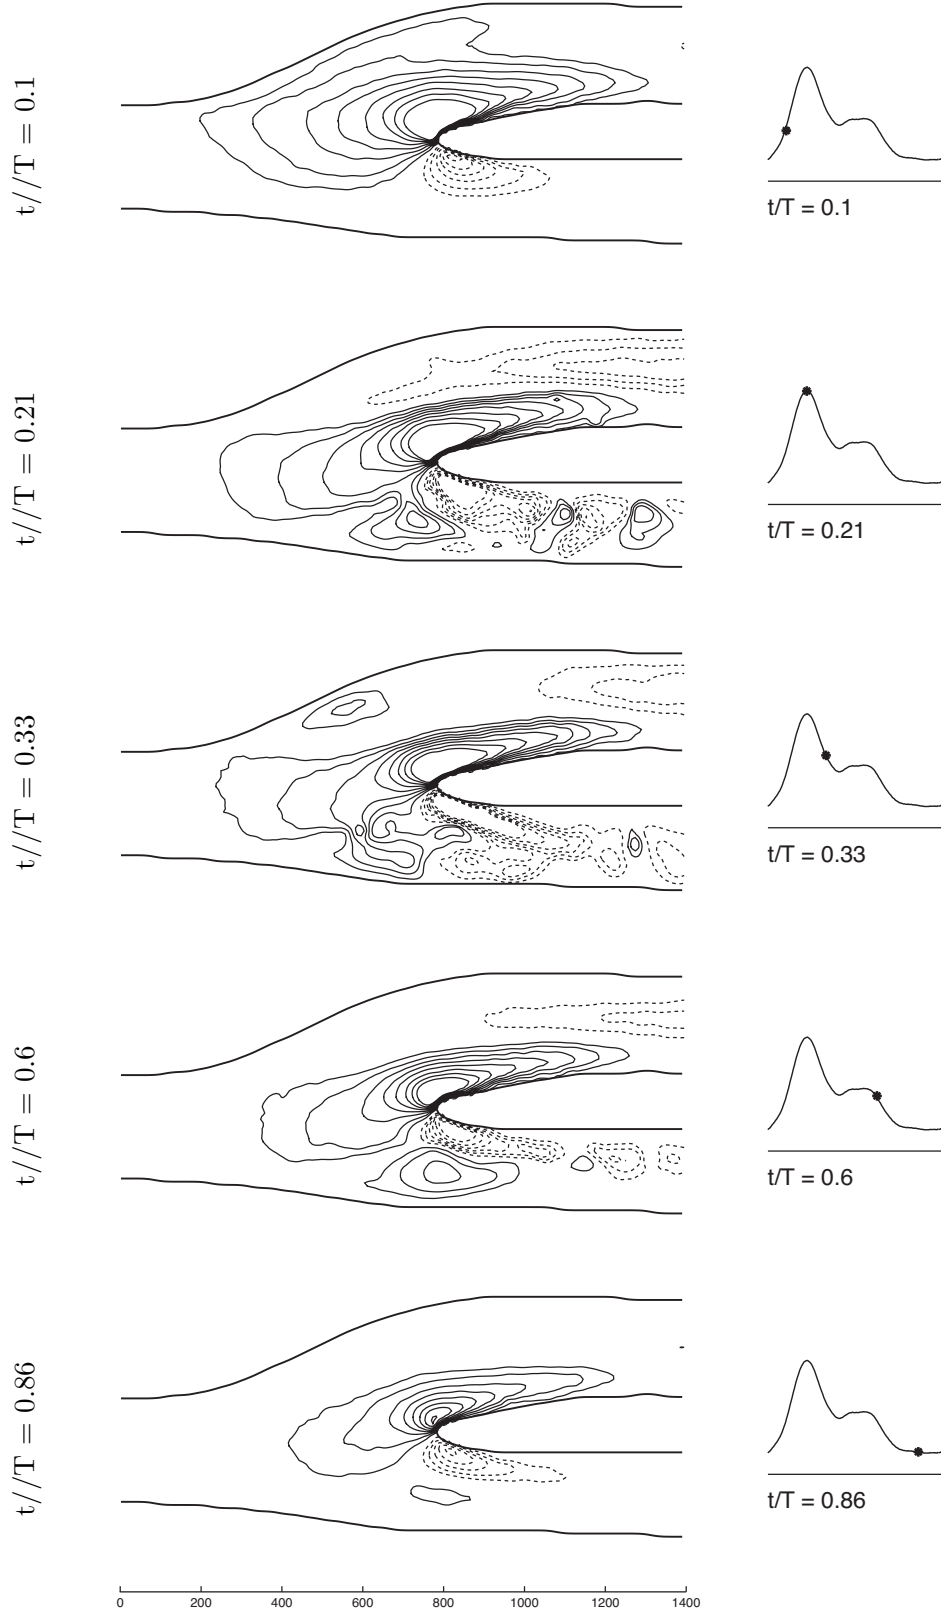 t//T = 0.1
t/T = 0.1
t//T = 0.21
t/T = 0.21
t//T = 0.33
t/T = 0.33
t//T = 0.6
t/T = 0.6
t//T = 0.86
t/T = 0.86
0 200 400 600 800 1000 1200 1400